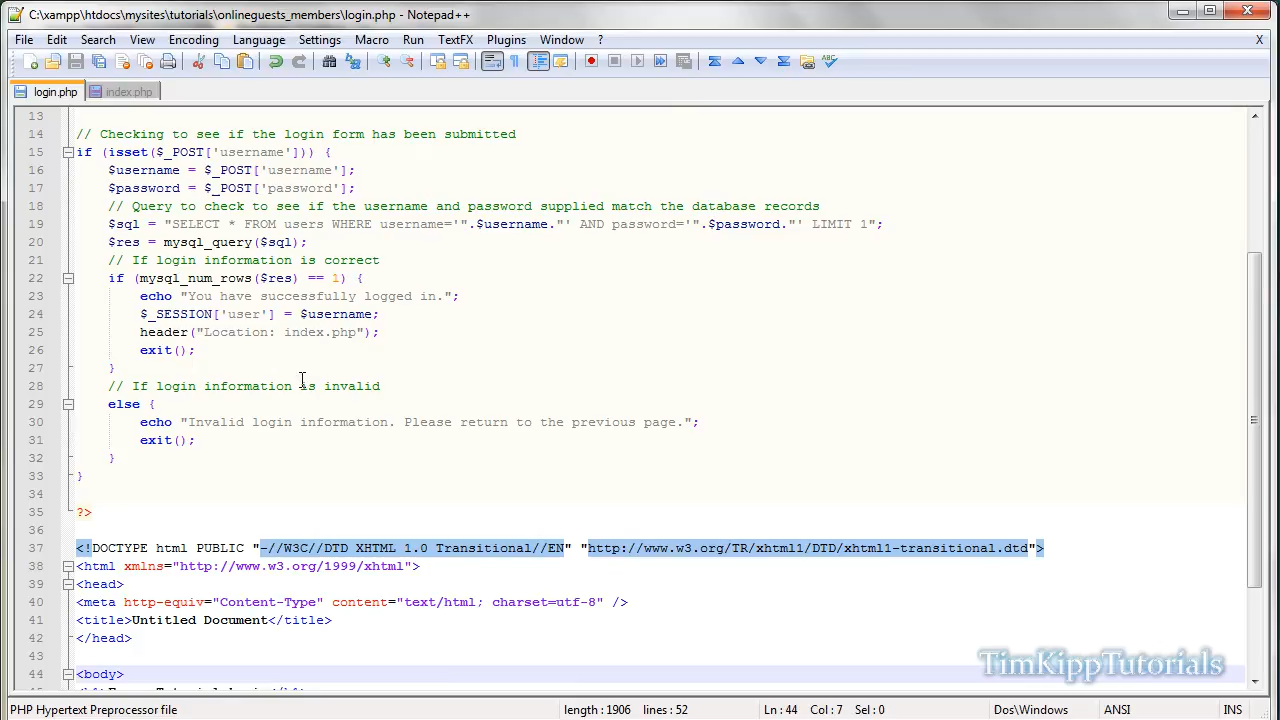 C:\xampp\htdocs\mysites\tutorials\onlineguests_members\login.php - Notepad++
File Edit Search View Encoding Language Settings Macro Run TextFX Plugins Window ? X
login.php index.php
13
14 // Checking to see if the login form has been submitted
15 if (isset($_POST['username'])) {
16 $username = $_POST['username'];
17 $password = $_POST['password'];
18 // Query to check to see if the username and password supplied match the database records
19 $sql = "SELECT * FROM users WHERE username='".$username."' AND password='".$password."' LIMIT 1";
20 $res = mysql_query($sql);
21 // If login information is correct
22 if (mysql_num_rows($res) == 1) {
23 echo "You have successfully logged in.";
24 $_SESSION['user'] = $username;
25 header("Location: index.php");
26 exit();
27 }
28 // If login information is invalid
29 else {
30 echo "Invalid login information. Please return to the previous page.";
31 exit();
32 }
33 }
34
35 ?>
36
37 <!DOCTYPE html PUBLIC "-//W3C//DTD XHTML 1.0 Transitional//EN" "http://www.w3.org/TR/xhtml1/DTD/xhtml1-transitional.dtd">
38 <html xmlns="http://www.w3.org/1999/xhtml">
39 <head>
40 <meta http-equiv="Content-Type" content="text/html; charset=utf-8" />
41 <title>Untitled Document</title>
42 </head>
43
44 <body>
TimKippTutorials
PHP Hypertext Preprocessor file length : 1906 lines : 52 Ln : 44 Col : 7 Sel : 0 Dos\Windows ANSI INS